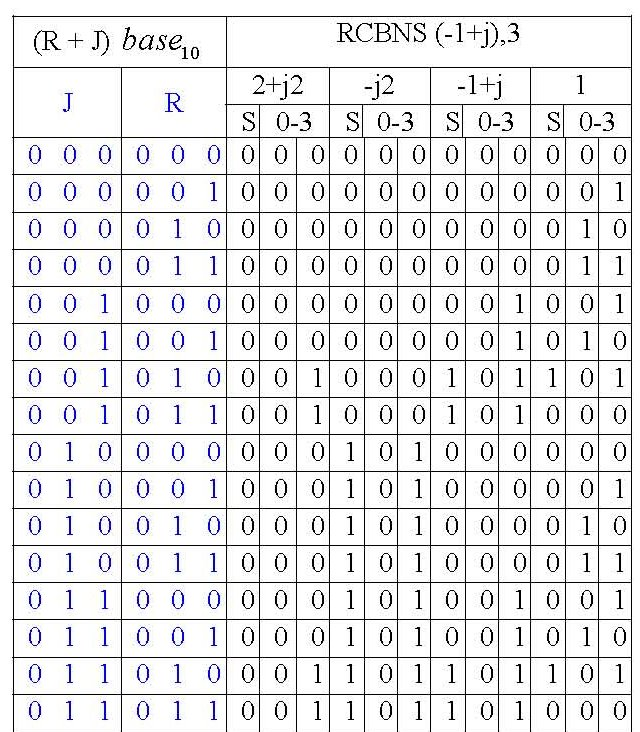 (R + J) base10 RCBNS (-1+j),3
J R 2+j2 -j2 -1+j 1
S 0-3 S 0-3 S 0-3 S 0-3
0 0 0 0 0 0 0 0 0 0 0 0 0 0 0 0 0 0
0 0 0 0 0 1 0 0 0 0 0 0 0 0 0 0 0 1
0 0 0 0 1 0 0 0 0 0 0 0 0 0 0 0 1 0
0 0 0 0 1 1 0 0 0 0 0 0 0 0 0 0 1 1
0 0 1 0 0 0 0 0 0 0 0 0 0 0 1 0 0 1
0 0 1 0 0 1 0 0 0 0 0 0 0 0 1 0 1 0
0 0 1 0 1 0 0 0 1 0 0 0 1 0 1 1 0 1
0 0 1 0 1 1 0 0 1 0 0 0 1 0 1 0 0 0
0 1 0 0 0 0 0 0 0 1 0 1 0 0 0 0 0 0
0 1 0 0 0 1 0 0 0 1 0 1 0 0 0 0 0 1
0 1 0 0 1 0 0 0 0 1 0 1 0 0 0 0 1 0
0 1 0 0 1 1 0 0 0 1 0 1 0 0 0 0 1 1
0 1 1 0 0 0 0 0 0 1 0 1 0 0 1 0 0 1
0 1 1 0 0 1 0 0 0 1 0 1 0 0 1 0 1 0
0 1 1 0 1 0 0 0 1 1 0 1 1 0 1 1 0 1
0 1 1 0 1 1 0 0 1 1 0 1 1 0 1 0 0 0